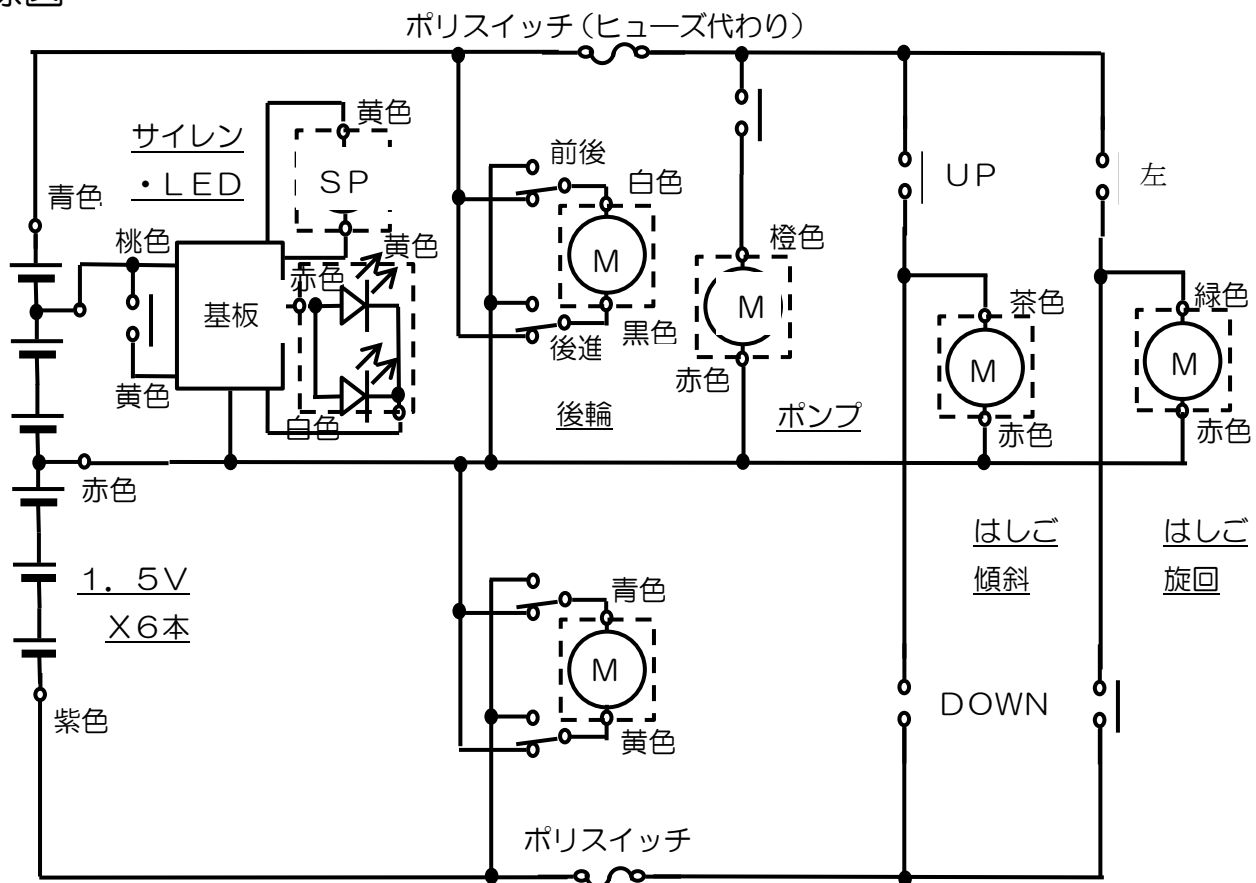 ポリスイッチ（ヒューズ代わり）
サイレン
・LED
黄色
SP
黄色
青色
桃色
基板
赤色
黄色
白色
前後
白色
M
後進
黒色
後輪
橙色
M
赤色
ポンプ
UP
茶色
M
赤色
左
緑色
M
赤色
赤色
1．5V
X6本
紫色
青色
M
黄色
はしご
傾斜
はしご
旋回
DOWN
ポリスイッチ